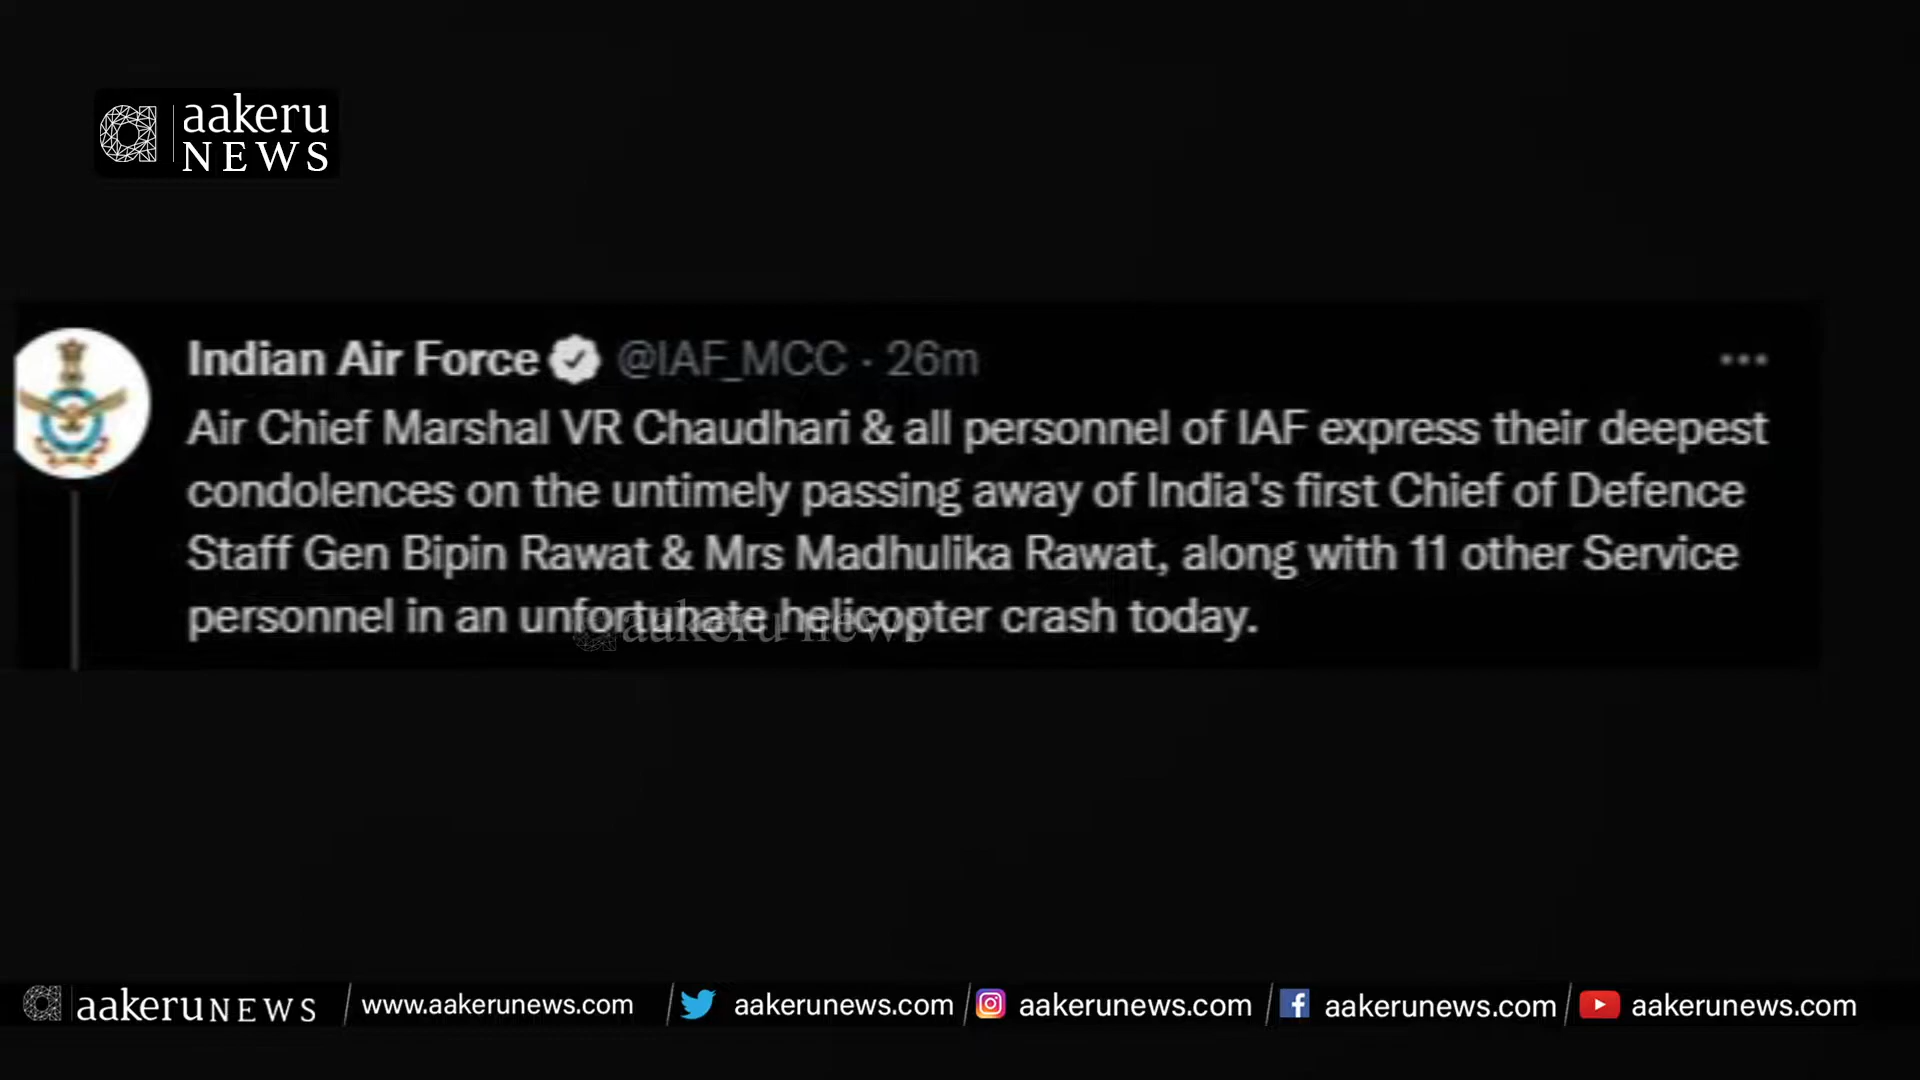 aakeru
NEWS
Indian Air Force @IAF_MCC · 26m
Air Chief Marshal VR Chaudhari & all personnel of IAF express their deepest
condolences on the untimely passing away of India's first Chief of Defence
Staff Gen Bipin Rawat & Mrs Madhulika Rawat, along with 11 other Service
personnel in an unfortunate helicopter crash today.
aakeru news
aakeruNEWS / www.aakerunews.com / aakerunews.com / aakerunews.com / aakerunews.com / aakerunews.com